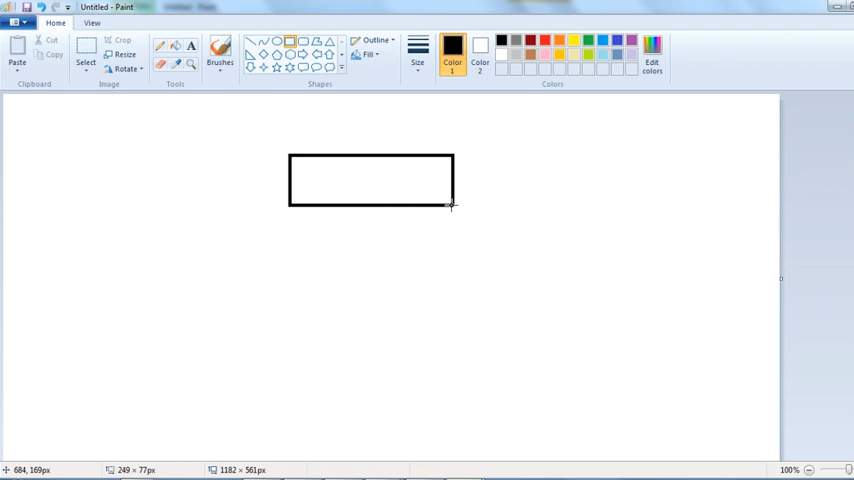 Untitled - Paint
Home View
Cut
Copy
Paste
Clipboard
Crop
Resize
Rotate
Select
Image
A
Tools
Brushes
Outline
Fill
Shapes
Size
Color 1
Color 2
Edit colors
Colors
684, 169px
249 × 77px
1182 × 561px
100%